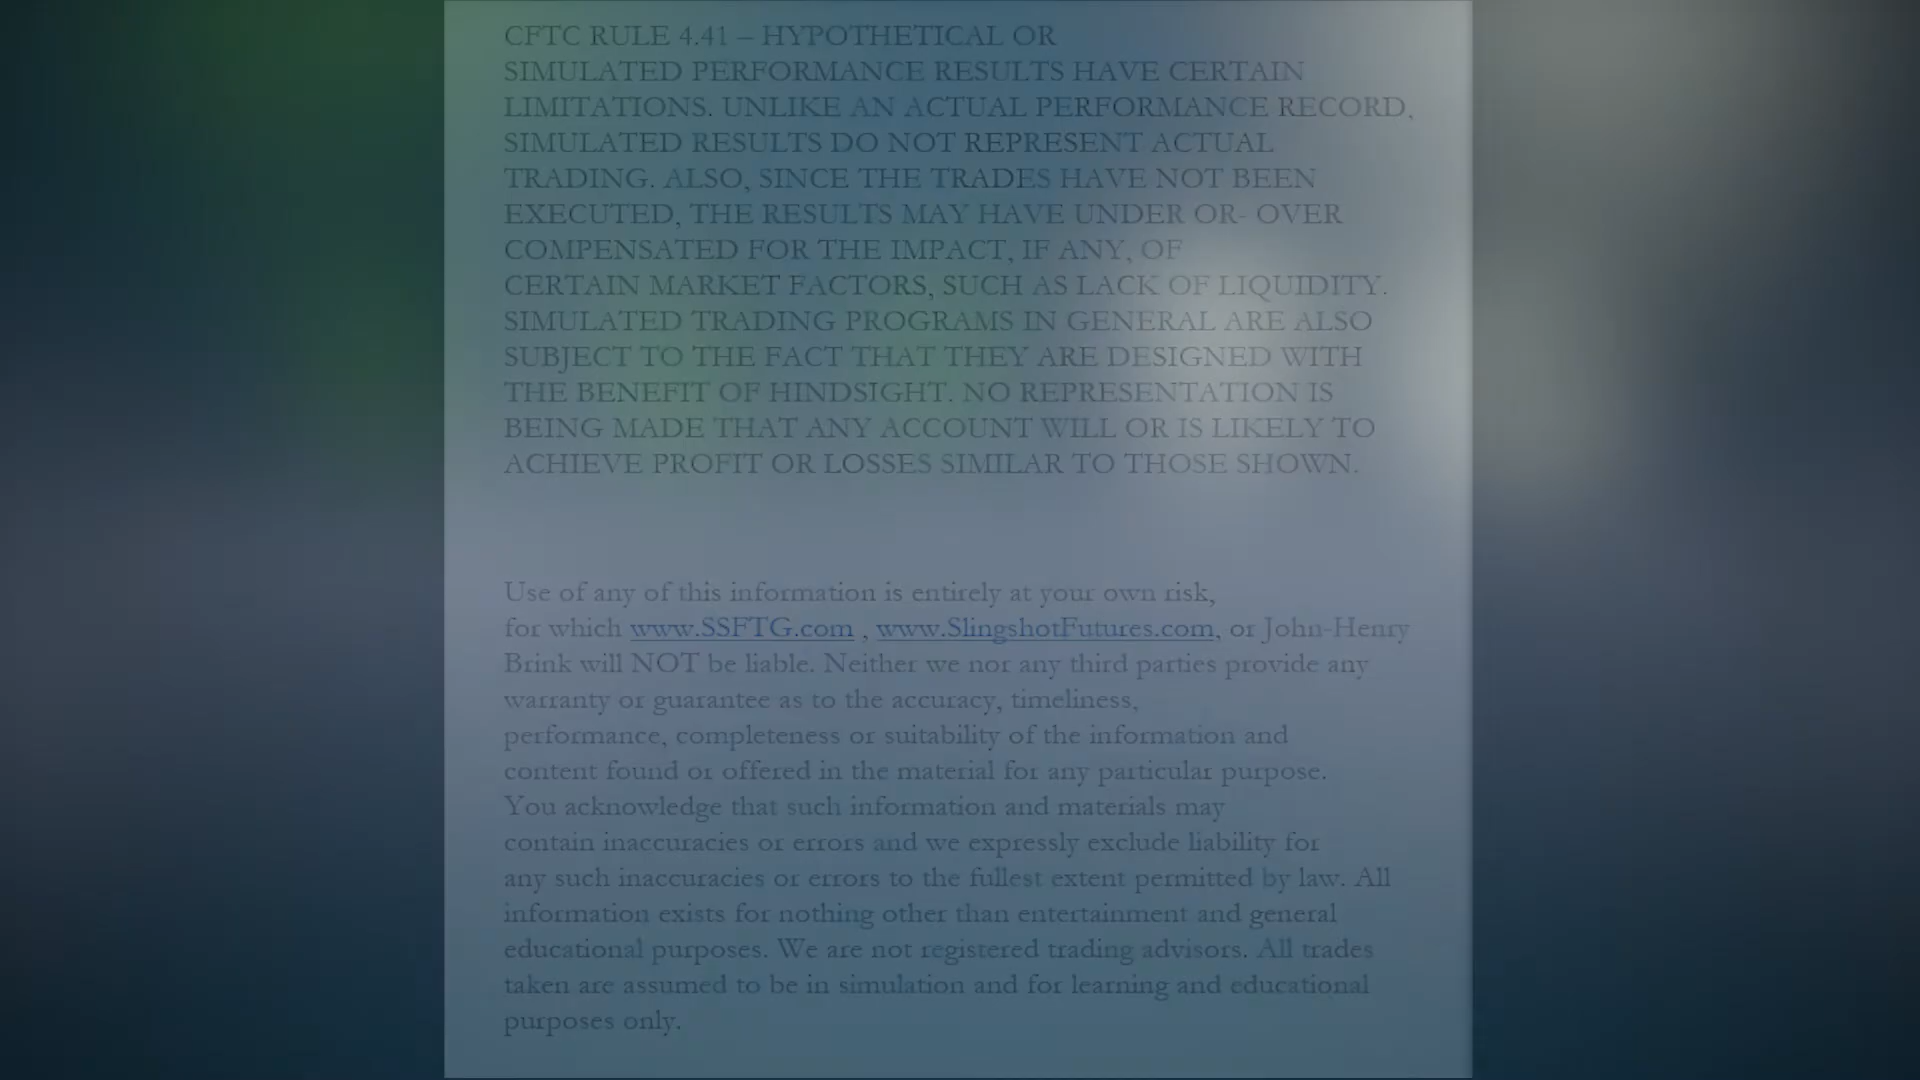 CFTC RULE 4.41 – HYPOTHETICAL OR
SIMULATED PERFORMANCE RESULTS HAVE CERTAIN
LIMITATIONS. UNLIKE AN ACTUAL PERFORMANCE RECORD,
SIMULATED RESULTS DO NOT REPRESENT ACTUAL
TRADING. ALSO, SINCE THE TRADES HAVE NOT BEEN
EXECUTED, THE RESULTS MAY HAVE UNDER OR- OVER
COMPENSATED FOR THE IMPACT, IF ANY, OF
CERTAIN MARKET FACTORS, SUCH AS LACK OF LIQUIDITY.
SIMULATED TRADING PROGRAMS IN GENERAL ARE ALSO
SUBJECT TO THE FACT THAT THEY ARE DESIGNED WITH
THE BENEFIT OF HINDSIGHT. NO REPRESENTATION IS
BEING MADE THAT ANY ACCOUNT WILL OR IS LIKELY TO
ACHIEVE PROFIT OR LOSSES SIMILAR TO THOSE SHOWN.
Use of any of this information is entirely at your own risk,
for which www.SSFTG.com , www.SlingshotFutures.com, or John-Henry
Brink will NOT be liable. Neither we nor any third parties provide any
warranty or guarantee as to the accuracy, timeliness,
performance, completeness or suitability of the information and
content found or offered in the material for any particular purpose.
You acknowledge that such information and materials may
contain inaccuracies or errors and we expressly exclude liability for
any such inaccuracies or errors to the fullest extent permitted by law. All
information exists for nothing other than entertainment and general
educational purposes. We are not registered trading advisors. All trades
taken are assumed to be in simulation and for learning and educational
purposes only.